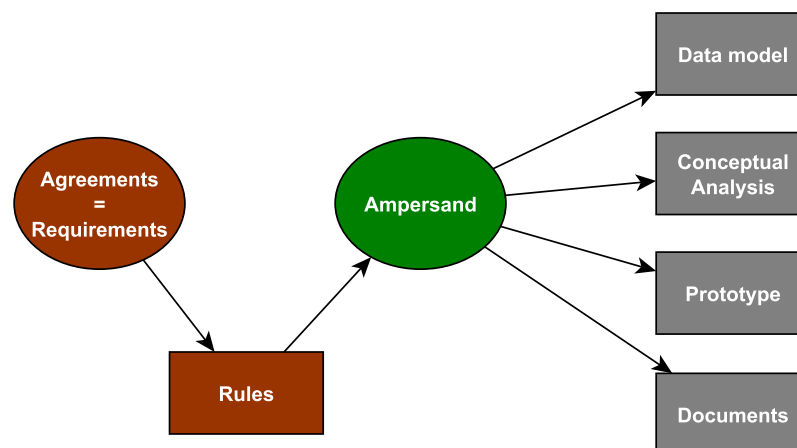 Agreements
=
Requirements
Rules
Ampersand
Data model
Conceptual
Analysis
Prototype
Documents